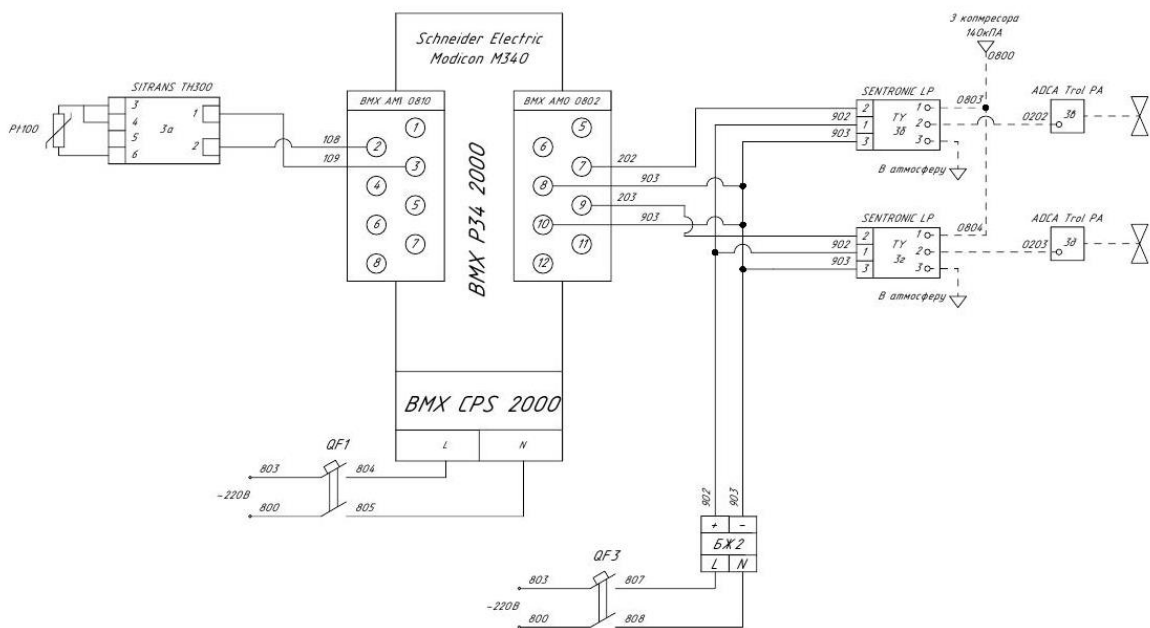 З копмресора
140кПА
0800
Schneider Electric
Modicon M340
SITRANS TH300
BMX AMI 0810
BMX AMO 0802
SENTRONIC LP
ADCA Trol PA
Pt100
3
4
5
6
3а
1
2
108
109
1
2
3
4
5
6
7
8
BMX P34 2000
5
6
7
8
9
10
11
12
202
903
203
903
902
903
2
1
3
TY
3б
1
2
3
0803
0202
3в
В атмосферу
SENTRONIC LP
ADCA Trol PA
902
903
2
1
3
TY
3г
1
2
3
0804
0203
3д
В атмосферу
BMX CPS 2000
L
N
QF1
803
804
~220В
800
805
902
903
+
-
БЖ2
L
N
QF3
803
807
~220В
800
808